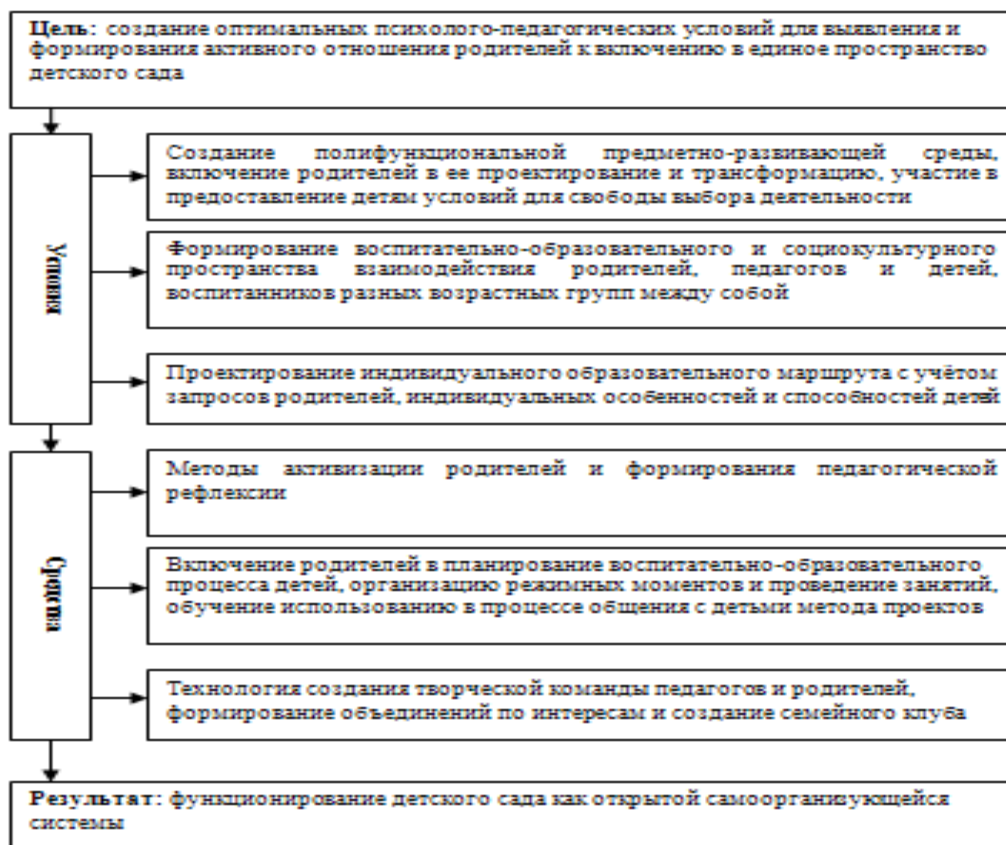 Цель: создание оптимальных психолого-педагогических условий для выявления и
формирования активного отношения родителей к включению в единое пространство
детского сада
Условия
Создание полифункциональной предметно-развивающей среды,
включение родителей в ее проектирование и трансформацию, участие в
предоставление детям условий для свободы выбора деятельности
Формирование воспитательно-образовательного и социокультурного
пространства взаимодействия родителей, педагогов и детей,
воспитанников разных возрастных групп между собой
Проектирование индивидуального образовательного маршрута с учётом
запросов родителей, индивидуальных особенностей и способностей детей
Средства
Методы активизации родителей и формирования педагогической
рефлексии
Включение родителей в планирование воспитательно-образовательного
процесса детей, организацию режимных моментов и проведение занятий,
обучение использованию в процессе общения с детьми метода проектов
Технология создания творческой команды педагогов и родителей,
формирование объединений по интересам и создание семейного клуба
Результат: функционирование детского сада как открытой самоорганизующейся
системы